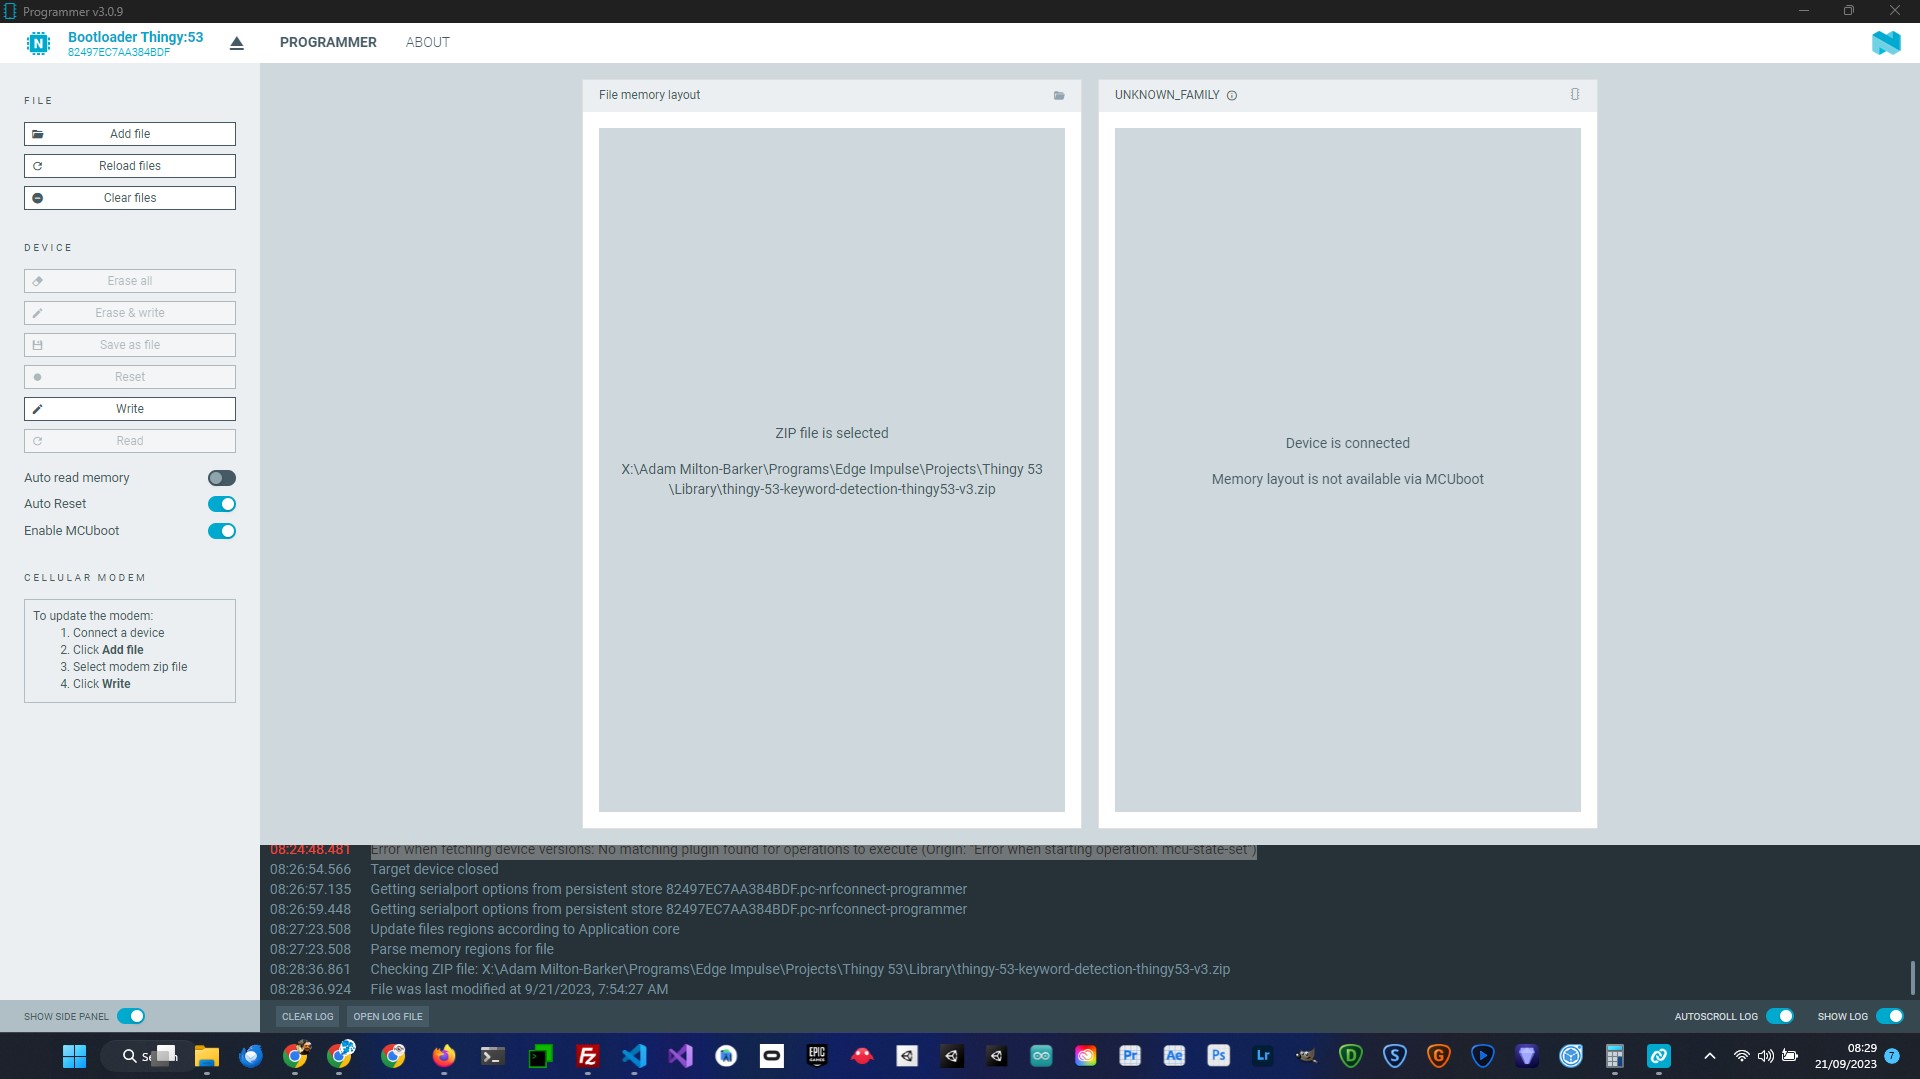 Programmer v3.0.9
Bootloader Thingy:53
82497EC7AA384BDF
PROGRAMMER
ABOUT
FILE
Add file
Reload files
Clear files
DEVICE
Erase all
Erase & write
Save as file
Reset
Write
Read
Auto read memory
Auto Reset
Enable MCUboot
CELLULAR MODEM
To update the modem:
1. Connect a device
2. Click Add file
3. Select modem zip file
4. Click Write
SHOW SIDE PANEL
File memory layout
ZIP file is selected
X:\Adam Milton-Barker\Programs\Edge Impulse\Projects\Thingy 53
\Library\thingy-53-keyword-detection-thingy53-v3.zip
UNKNOWN_FAMILY
Device is connected
Memory layout is not available via MCUboot
08:24:48.481 Error when fetching device versions: No matching plugin found for operations to execute (Origin: "Error when starting operation: mcu-state-set")
08:26:54.566 Target device closed
08:26:57.135 Getting serialport options from persistent store 82497EC7AA384BDF.pc-nrfconnect-programmer
08:26:59.448 Getting serialport options from persistent store 82497EC7AA384BDF.pc-nrfconnect-programmer
08:27:23.508 Update files regions according to Application core
08:27:23.508 Parse memory regions for file
08:28:36.861 Checking ZIP file: X:\Adam Milton-Barker\Programs\Edge Impulse\Projects\Thingy 53\Library\thingy-53-keyword-detection-thingy53-v3.zip
08:28:36.924 File was last modified at 9/21/2023, 7:54:27 AM
CLEAR LOG
OPEN LOG FILE
AUTOSCROLL LOG
SHOW LOG
EPIC GAMES
Pr
Ae
Ps
Lr
08:29
21/09/2023
7